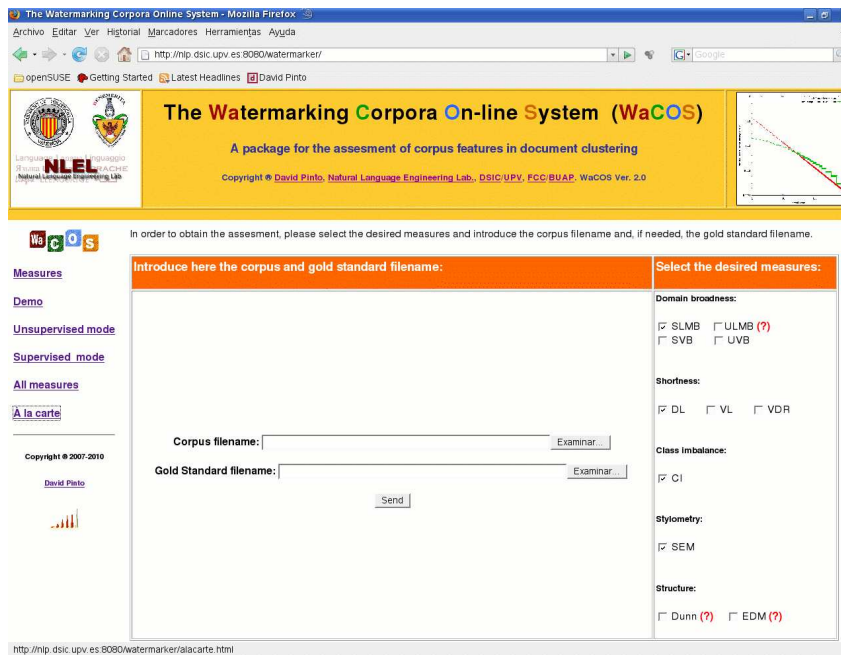 The Watermarking Corpora Online System - Mozilla Firefox
Archivo Editar Ver Historial Marcadores Herramientas Ayuda
http://nlp.dsic.upv.es:8080/watermarker/
G Google
openSUSE Getting Started Latest Headlines David Pinto
The Watermarking Corpora On-line System (WaCOS)
A package for the assesment of corpus features in document clustering
Copyright © David Pinto, Natural Language Engineering Lab., DSIC/UPV, FCC/BUAP. WaCOS Ver. 2.0
NLEL
Natural Language Engineering Lab
Wa C O S
In order to obtain the assesment, please select the desired measures and introduce the corpus filename and, if needed, the gold standard filename.
Measures
Demo
Unsupervised mode
Supervised mode
All measures
À la carte
Copyright © 2007-2010
David Pinto
Introduce here the corpus and gold standard filename:
Corpus filename: Examinar...
Gold Standard filename: Examinar...
Send
Select the desired measures:
Domain broadness:
SLMB ULMB (?)
SVB UVB
Shortness:
DL VL VDR
Class imbalance:
CI
Stylometry:
SEM
Structure:
Dunn (?) EDM (?)
http://nlp.dsic.upv.es:8080/watermarker/alacarte.html